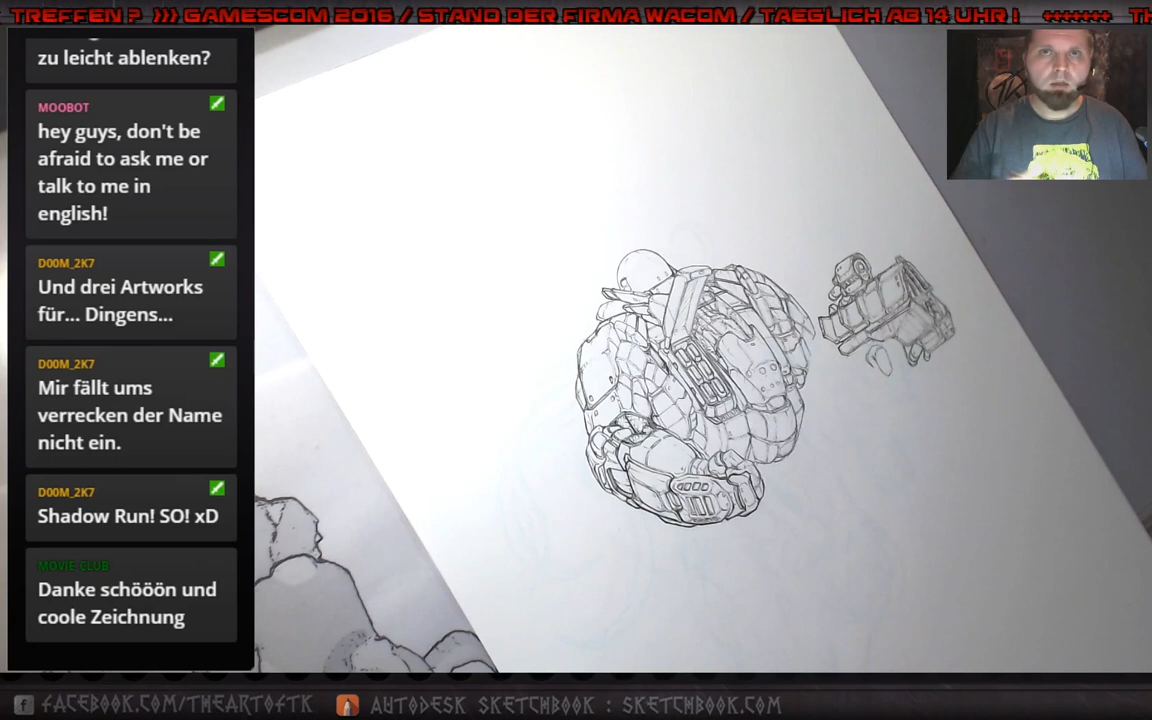 TREFFEN ? >>> GAMESCOM 2016 / STAND DER FIRMA WACOM / TAEGLICH AB 14 UHR ! +++++++ TH
zu leicht ablenken?
MOOBOT
hey guys, don't be
afraid to ask me or
talk to me in
english!
D00M_2K7
Und drei Artworks
für... Dingens...
D00M_2K7
Mir fällt ums
verrecken der Name
nicht ein.
D00M_2K7
Shadow Run! SO! xD
MOVIE_CLUB
Danke schööön und
coole Zeichnung
FACEBOOK.COM/THEARTOFTK
AUTODESK SKETCHBOOK : SKETCHBOOK.COM